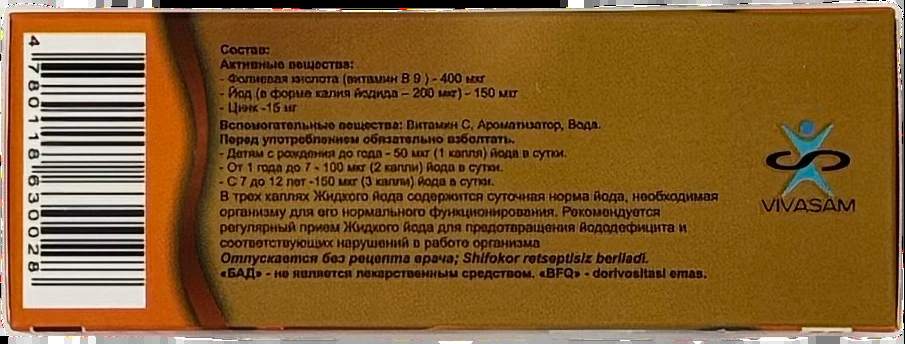 Состав:
Активные вещества:
- Фолиевая кислота (витамин В 9 ) - 400 мкг
- Йод (в форме калия йодида – 200 мкг) - 150 мкг
- Цинк -15 мг
Вспомогательные вещества: Витамин С, Ароматизатор, Вода.
Перед употреблением обязательно взболтать.
- Детям с рождения до года - 50 мкг (1 капля) йода в сутки.
- От 1 года до 7 - 100 мкг (2 капли) йода в сутки.
- С 7 до 12 лет -150 мкг (3 капли) йода в сутки.
В трех каплях Жидкого йода содержится суточная норма йода, необходимая
организму для его нормального функционирования. Рекомендуется
регулярный прием Жидкого йода для предотвращения йододефицита и
соответствующих нарушений в работе организма
Отпускается без рецепта врача; Shifokor retseptisiz beriladi.
«БАД» - не является лекарственным средством. «BFQ» - dorivositasi emas.
4 780118 630028
VIVASAM